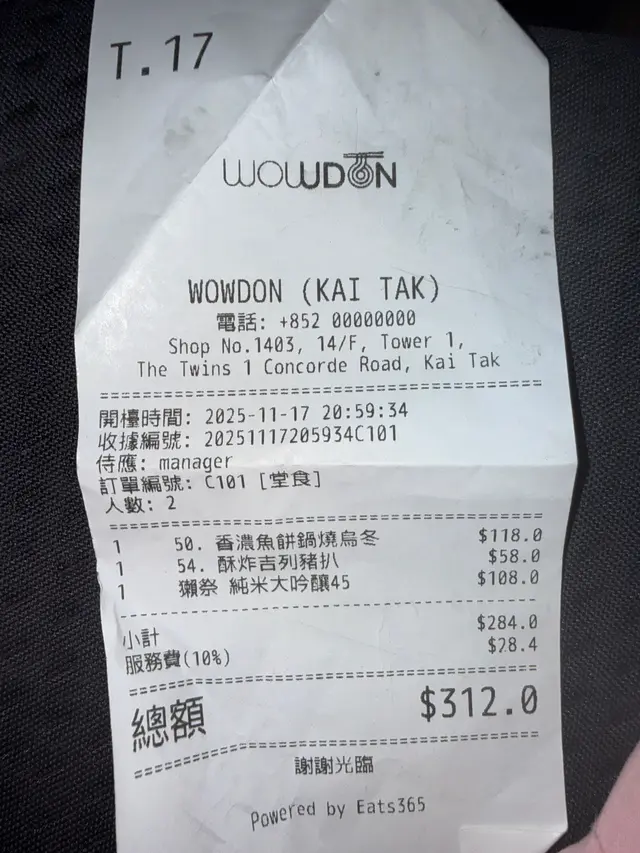 T.17
WOWDON
WOWDON (KAI TAK)
電話: +852 00000000
Shop No.1403, 14/F, Tower 1,
The Twins 1 Concorde Road, Kai Tak
開檯時間: 2025-11-17 20:59:34
收據編號: 20251117205934C101
侍應: manager
訂單編號: C101 [堂食]
人數: 2
1 50. 香濃魚餅鍋燒烏冬 $118.0
1 54. 酥炸吉列豬扒 $58.0
1 獺祭 純米大吟釀45 $108.0
小計 $284.0
服務費(10%) $28.4
總額 $312.0
謝謝光臨
Powered by Eats365